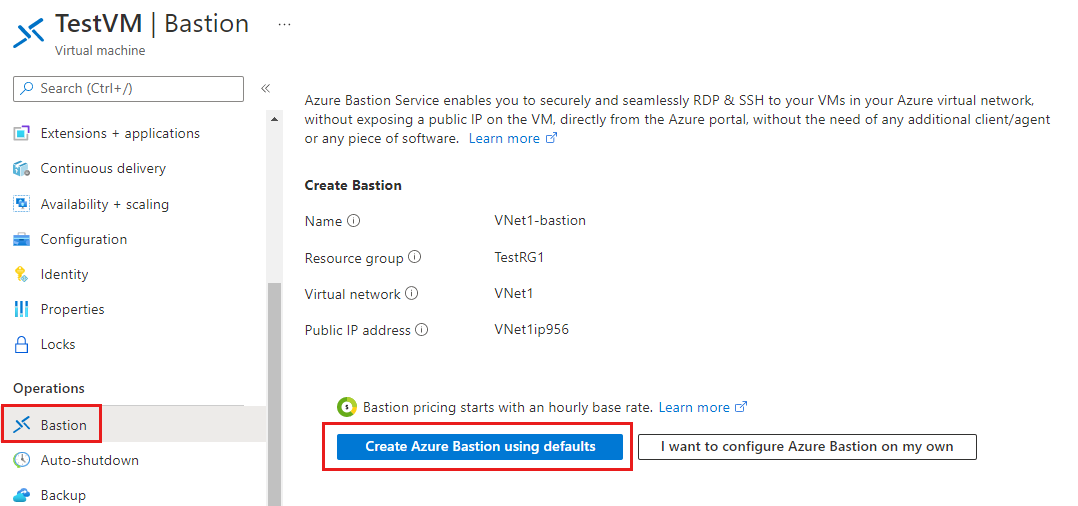 TestVM | Bastion ...
Virtual machine
Search (Ctrl+/)
«
Extensions + applications
Continuous delivery
Availability + scaling
Configuration
Identity
Properties
Locks
Operations
Bastion
Auto-shutdown
Backup
Azure Bastion Service enables you to securely and seamlessly RDP & SSH to your VMs in your Azure virtual network,
without exposing a public IP on the VM, directly from the Azure portal, without the need of any additional client/agent
or any piece of software. Learn more
Create Bastion
Name VNet1-bastion
Resource group TestRG1
Virtual network VNet1
Public IP address VNet1ip956
Bastion pricing starts with an hourly base rate. Learn more
Create Azure Bastion using defaults
I want to configure Azure Bastion on my own